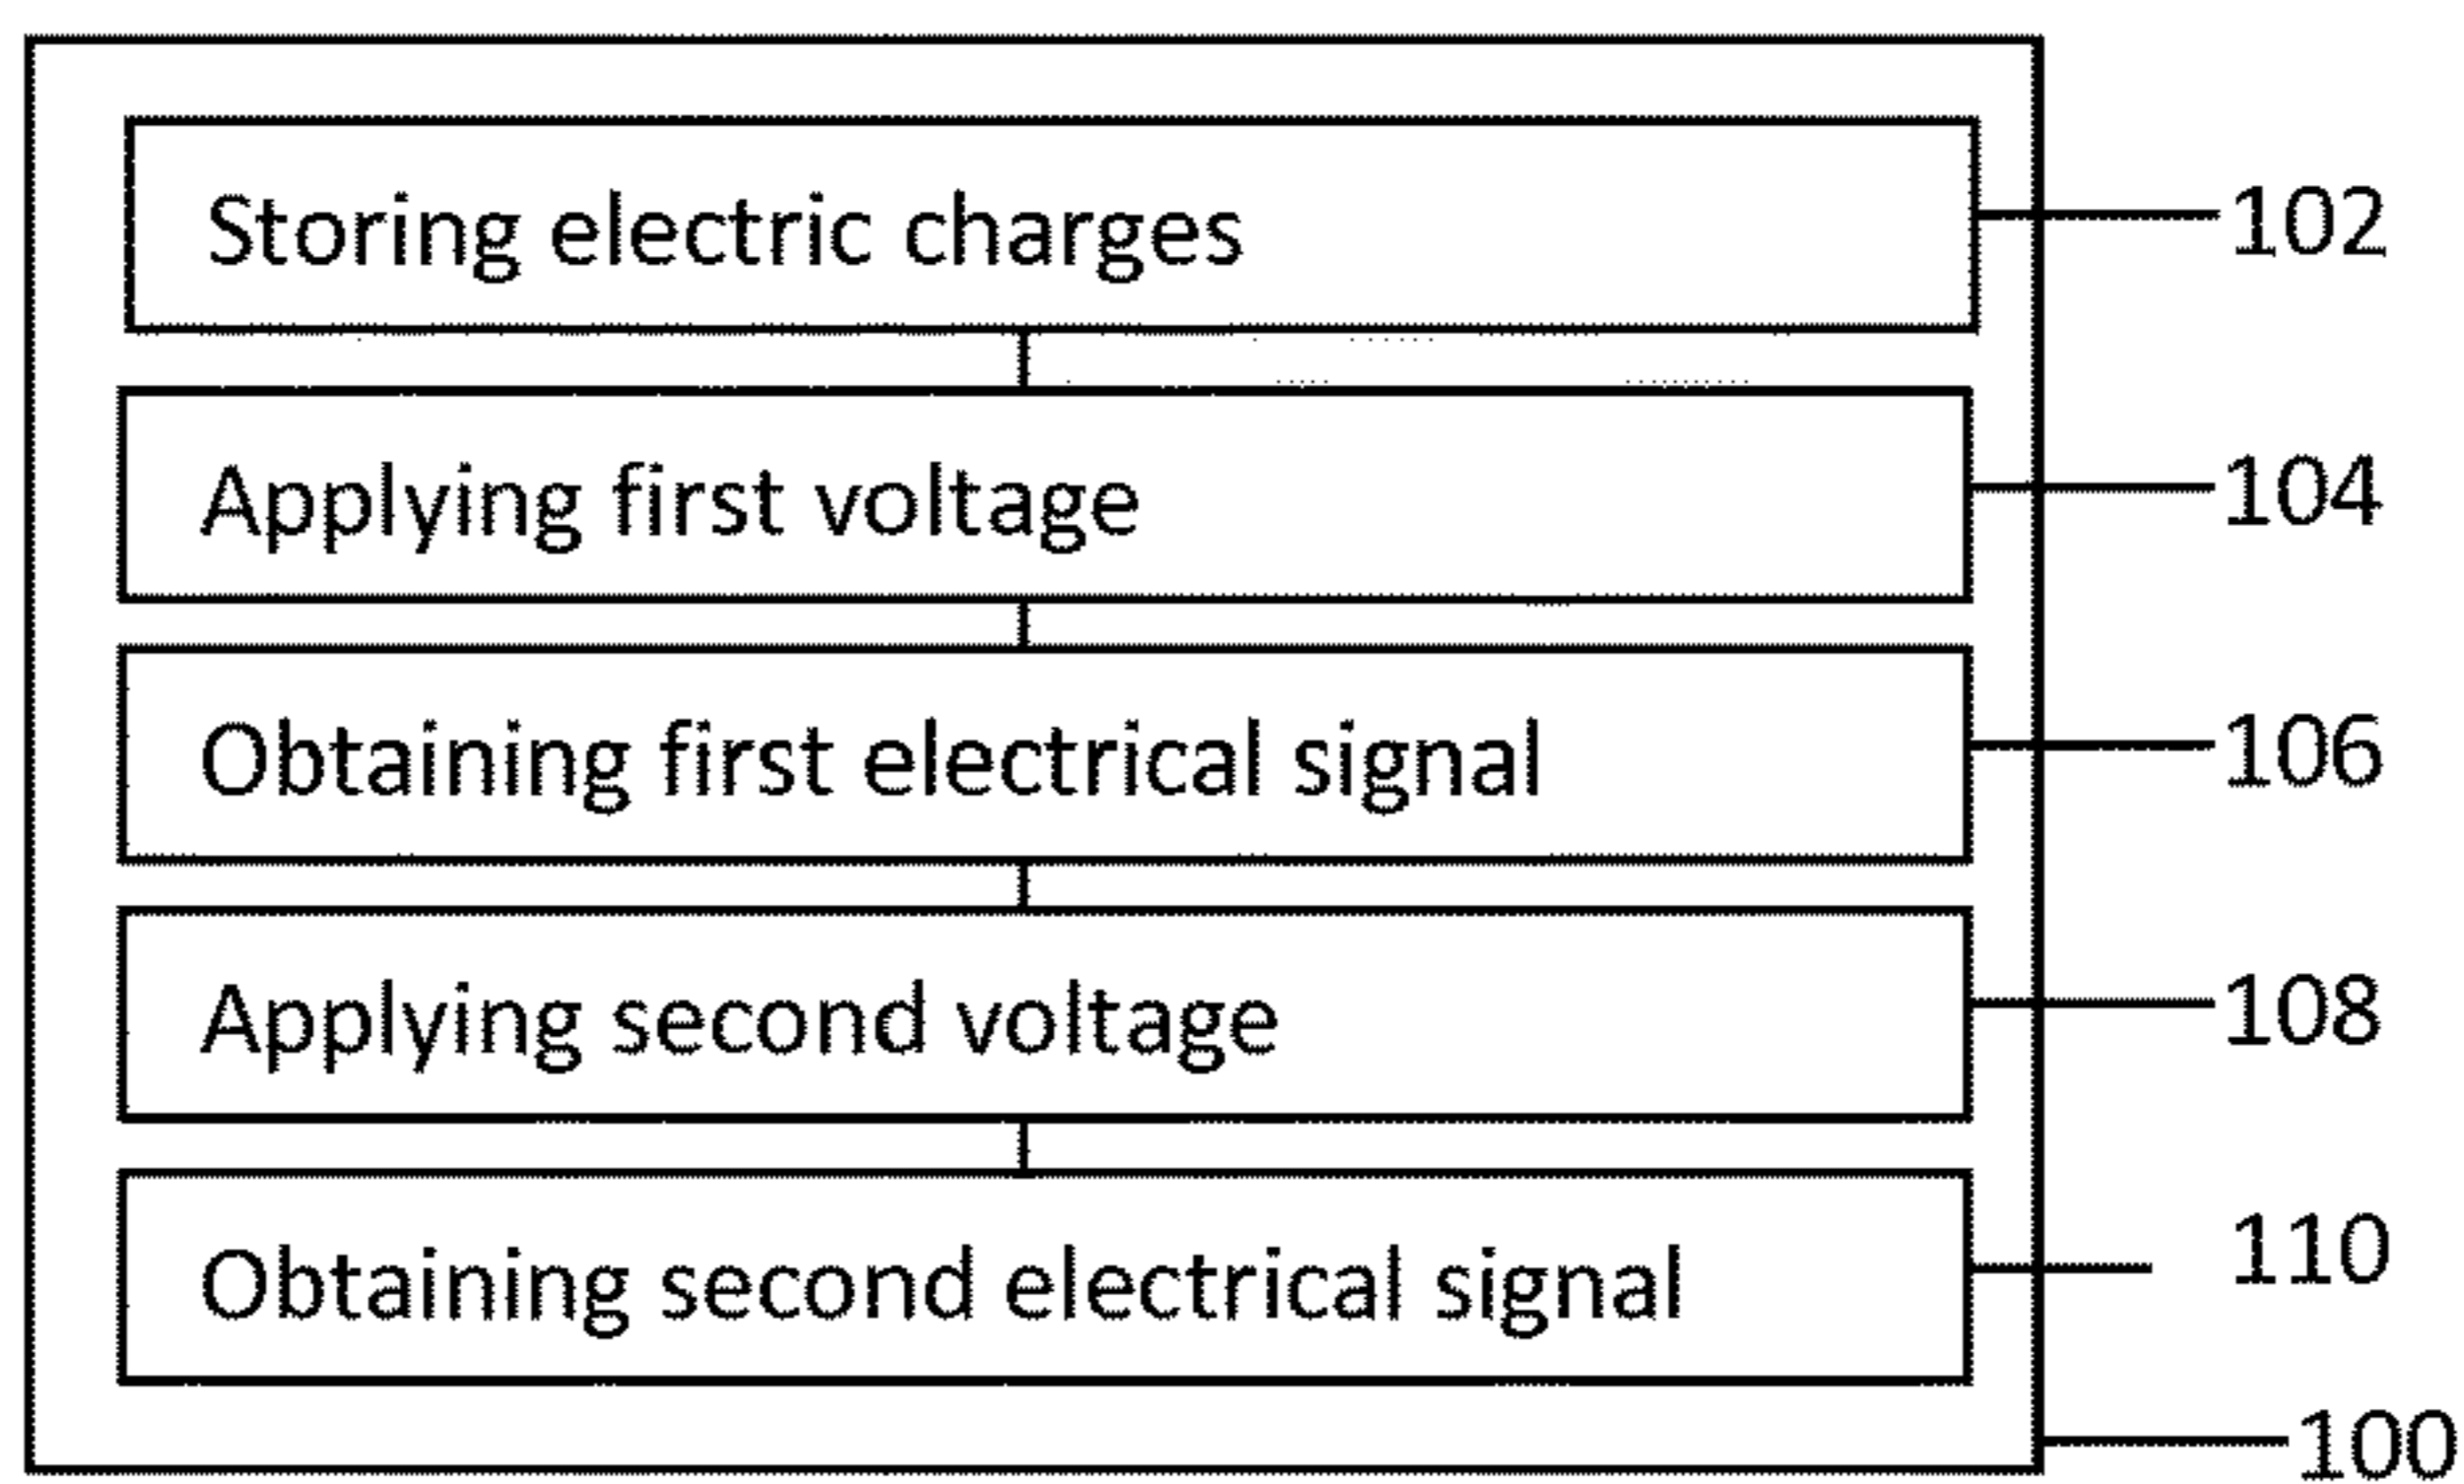 Storing electric charges 102
Applying first voltage 104
Obtaining first electrical signal 106
Applying second voltage 108
Obtaining second electrical signal 110
100